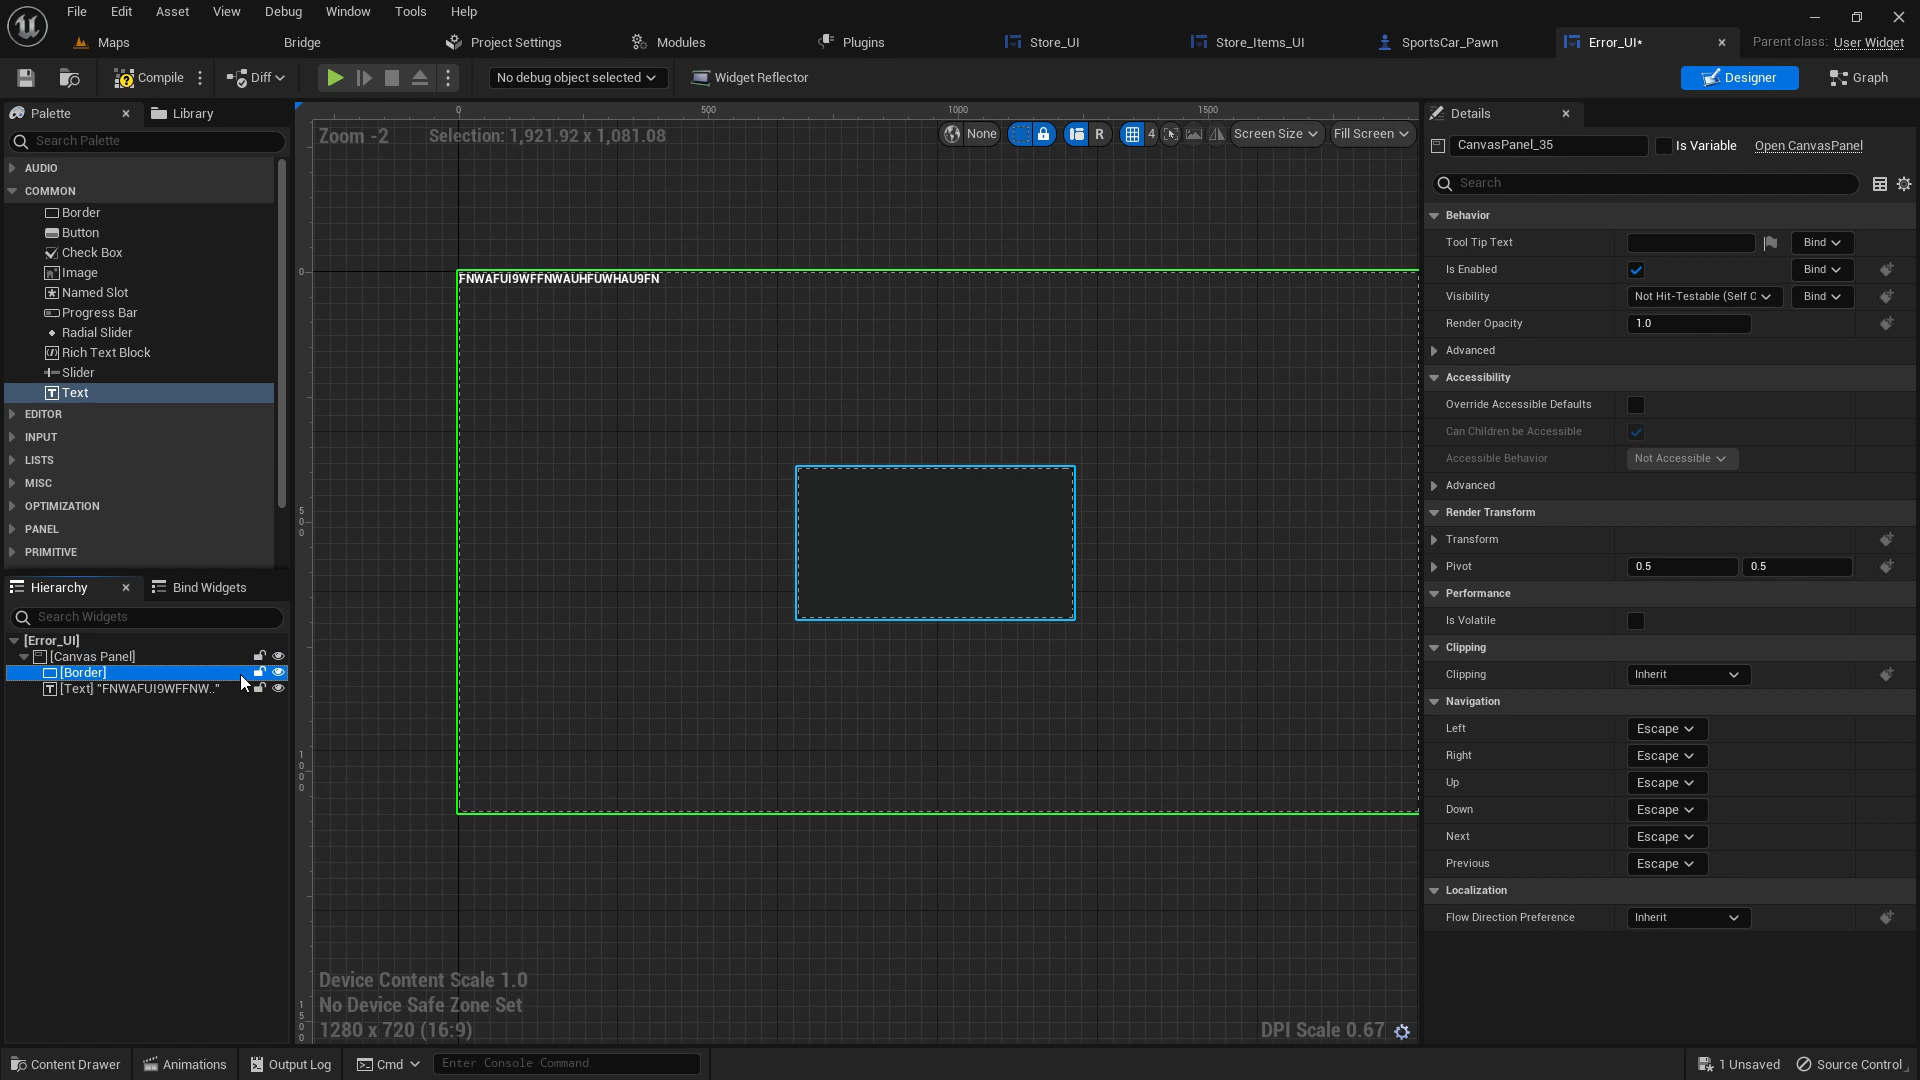 File Edit Asset View Debug Window Tools Help
Maps Bridge Project Settings Modules Plugins Store_UI Store_Items_UI SportsCar_Pawn Error_UI* Parent class: User Widget
Compile Diff No debug object selected Widget Reflector Designer Graph
Palette Library
Search Palette
AUDIO
COMMON
Border
Button
Check Box
Image
Named Slot
Progress Bar
Radial Slider
Rich Text Block
Slider
Text
EDITOR
INPUT
LISTS
MISC
OPTIMIZATION
PANEL
PRIMITIVE
Hierarchy Bind Widgets
Search Widgets
[Error_UI]
[Canvas Panel]
[Border]
[Text] "FNWAFUI9WFFNW.."
0 500 1000 1500
Zoom -2 Selection: 1,921.92 x 1,081.08 None R 4 Screen Size Fill Screen
0
500
1000
1500
FNWAFUI9WFFNWAUHFUWHAU9FN
Device Content Scale 1.0
No Device Safe Zone Set
1280 x 720 (16:9)
DPI Scale 0.67
Details
CanvasPanel_35 Is Variable Open CanvasPanel
Search
Behavior
Tool Tip Text Bind
Is Enabled Bind
Visibility Not Hit-Testable (Self C Bind
Render Opacity 1.0
Advanced
Accessibility
Override Accessible Defaults
Can Children be Accessible
Accessible Behavior Not Accessible
Advanced
Render Transform
Transform
Pivot 0.5 0.5
Performance
Is Volatile
Clipping
Clipping Inherit
Navigation
Left Escape
Right Escape
Up Escape
Down Escape
Next Escape
Previous Escape
Localization
Flow Direction Preference Inherit
Content Drawer Animations Output Log Cmd Enter Console Command 1 Unsaved Source Control